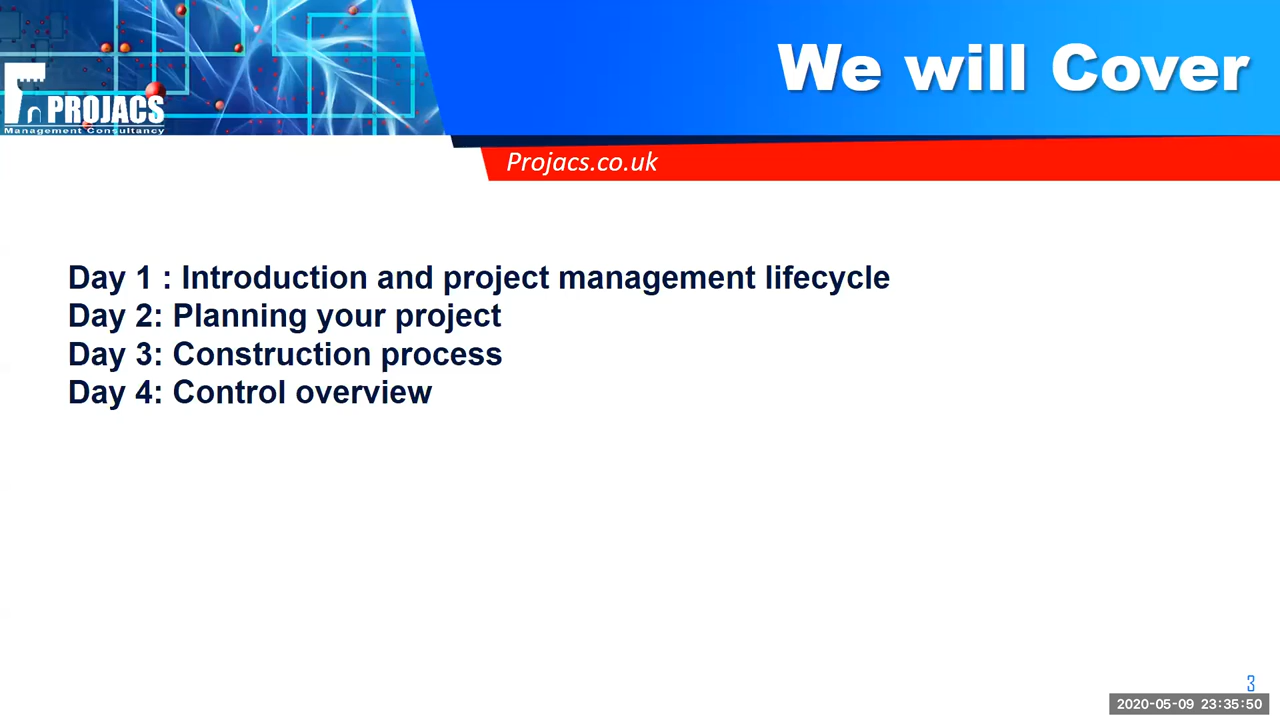 We will Cover
PROJACS
Management Consultancy
Projacs.co.uk
Day 1 : Introduction and project management lifecycle
Day 2: Planning your project
Day 3: Construction process
Day 4: Control overview
3
2020-05-09 23:35:50